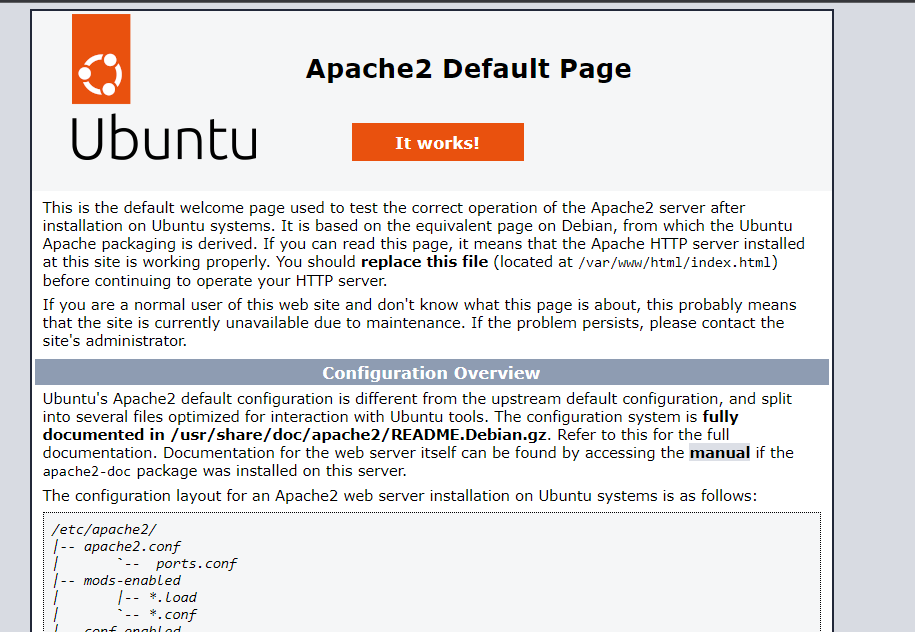 Apache2 Default Page
Ubuntu
It works!
This is the default welcome page used to test the correct operation of the Apache2 server after
installation on Ubuntu systems. It is based on the equivalent page on Debian, from which the Ubuntu
Apache packaging is derived. If you can read this page, it means that the Apache HTTP server installed
at this site is working properly. You should replace this file (located at /var/www/html/index.html)
before continuing to operate your HTTP server.
If you are a normal user of this web site and don't know what this page is about, this probably means
that the site is currently unavailable due to maintenance. If the problem persists, please contact the
site's administrator.
Configuration Overview
Ubuntu's Apache2 default configuration is different from the upstream default configuration, and split
into several files optimized for interaction with Ubuntu tools. The configuration system is fully
documented in /usr/share/doc/apache2/README.Debian.gz. Refer to this for the full
documentation. Documentation for the web server itself can be found by accessing the manual if the
apache2-doc package was installed on this server.
The configuration layout for an Apache2 web server installation on Ubuntu systems is as follows:
/etc/apache2/
|-- apache2.conf
|       `--  ports.conf
|-- mods-enabled
|       |-- *.load
|       `-- *.conf
|-- conf-enabled